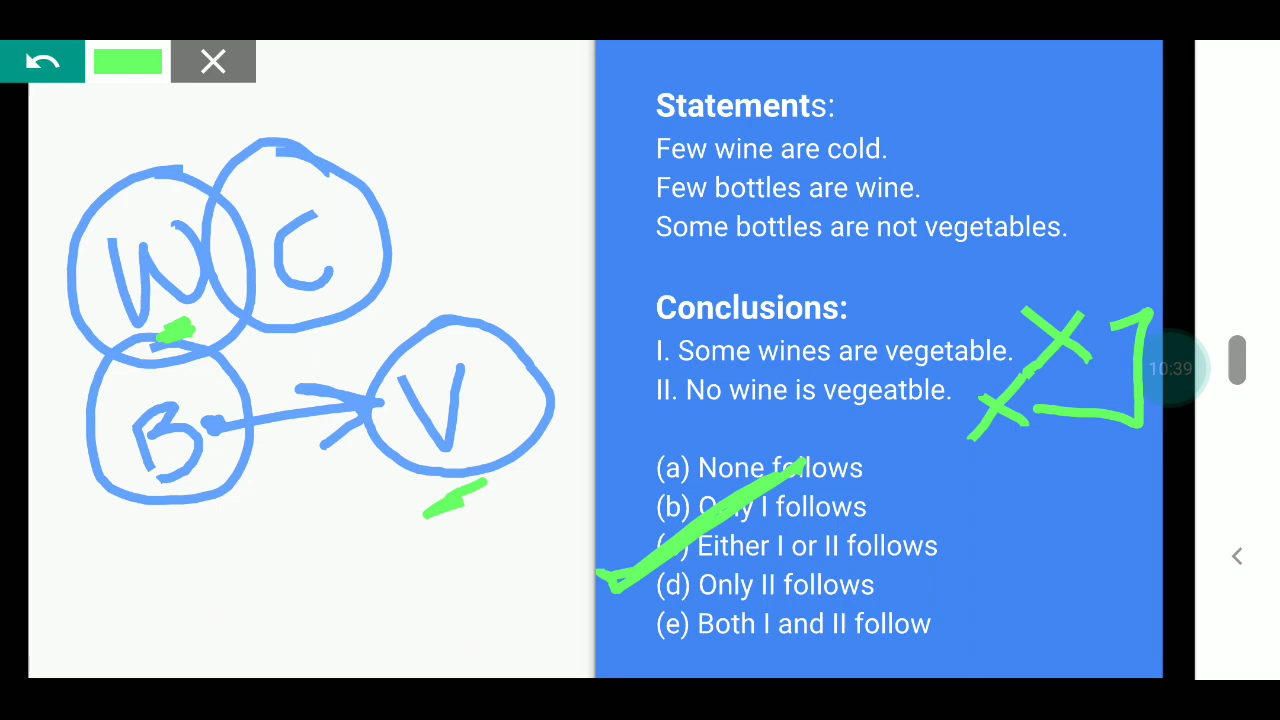 Statements:
Few wine are cold.
Few bottles are wine.
Some bottles are not vegetables.
Conclusions:
I. Some wines are vegetable.
II. No wine is vegeatble.
(a) None follows
(b) Only I follows
(c) Either I or II follows
(d) Only II follows
(e) Both I and II follow
W
C
B
V
10:39